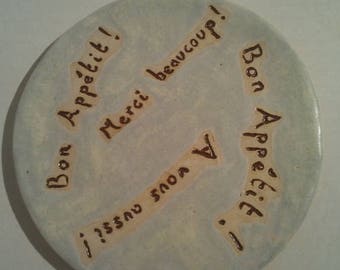 Bon Appétit!
Merci beaucoup!
Bon Appétit!
A vous aussi!